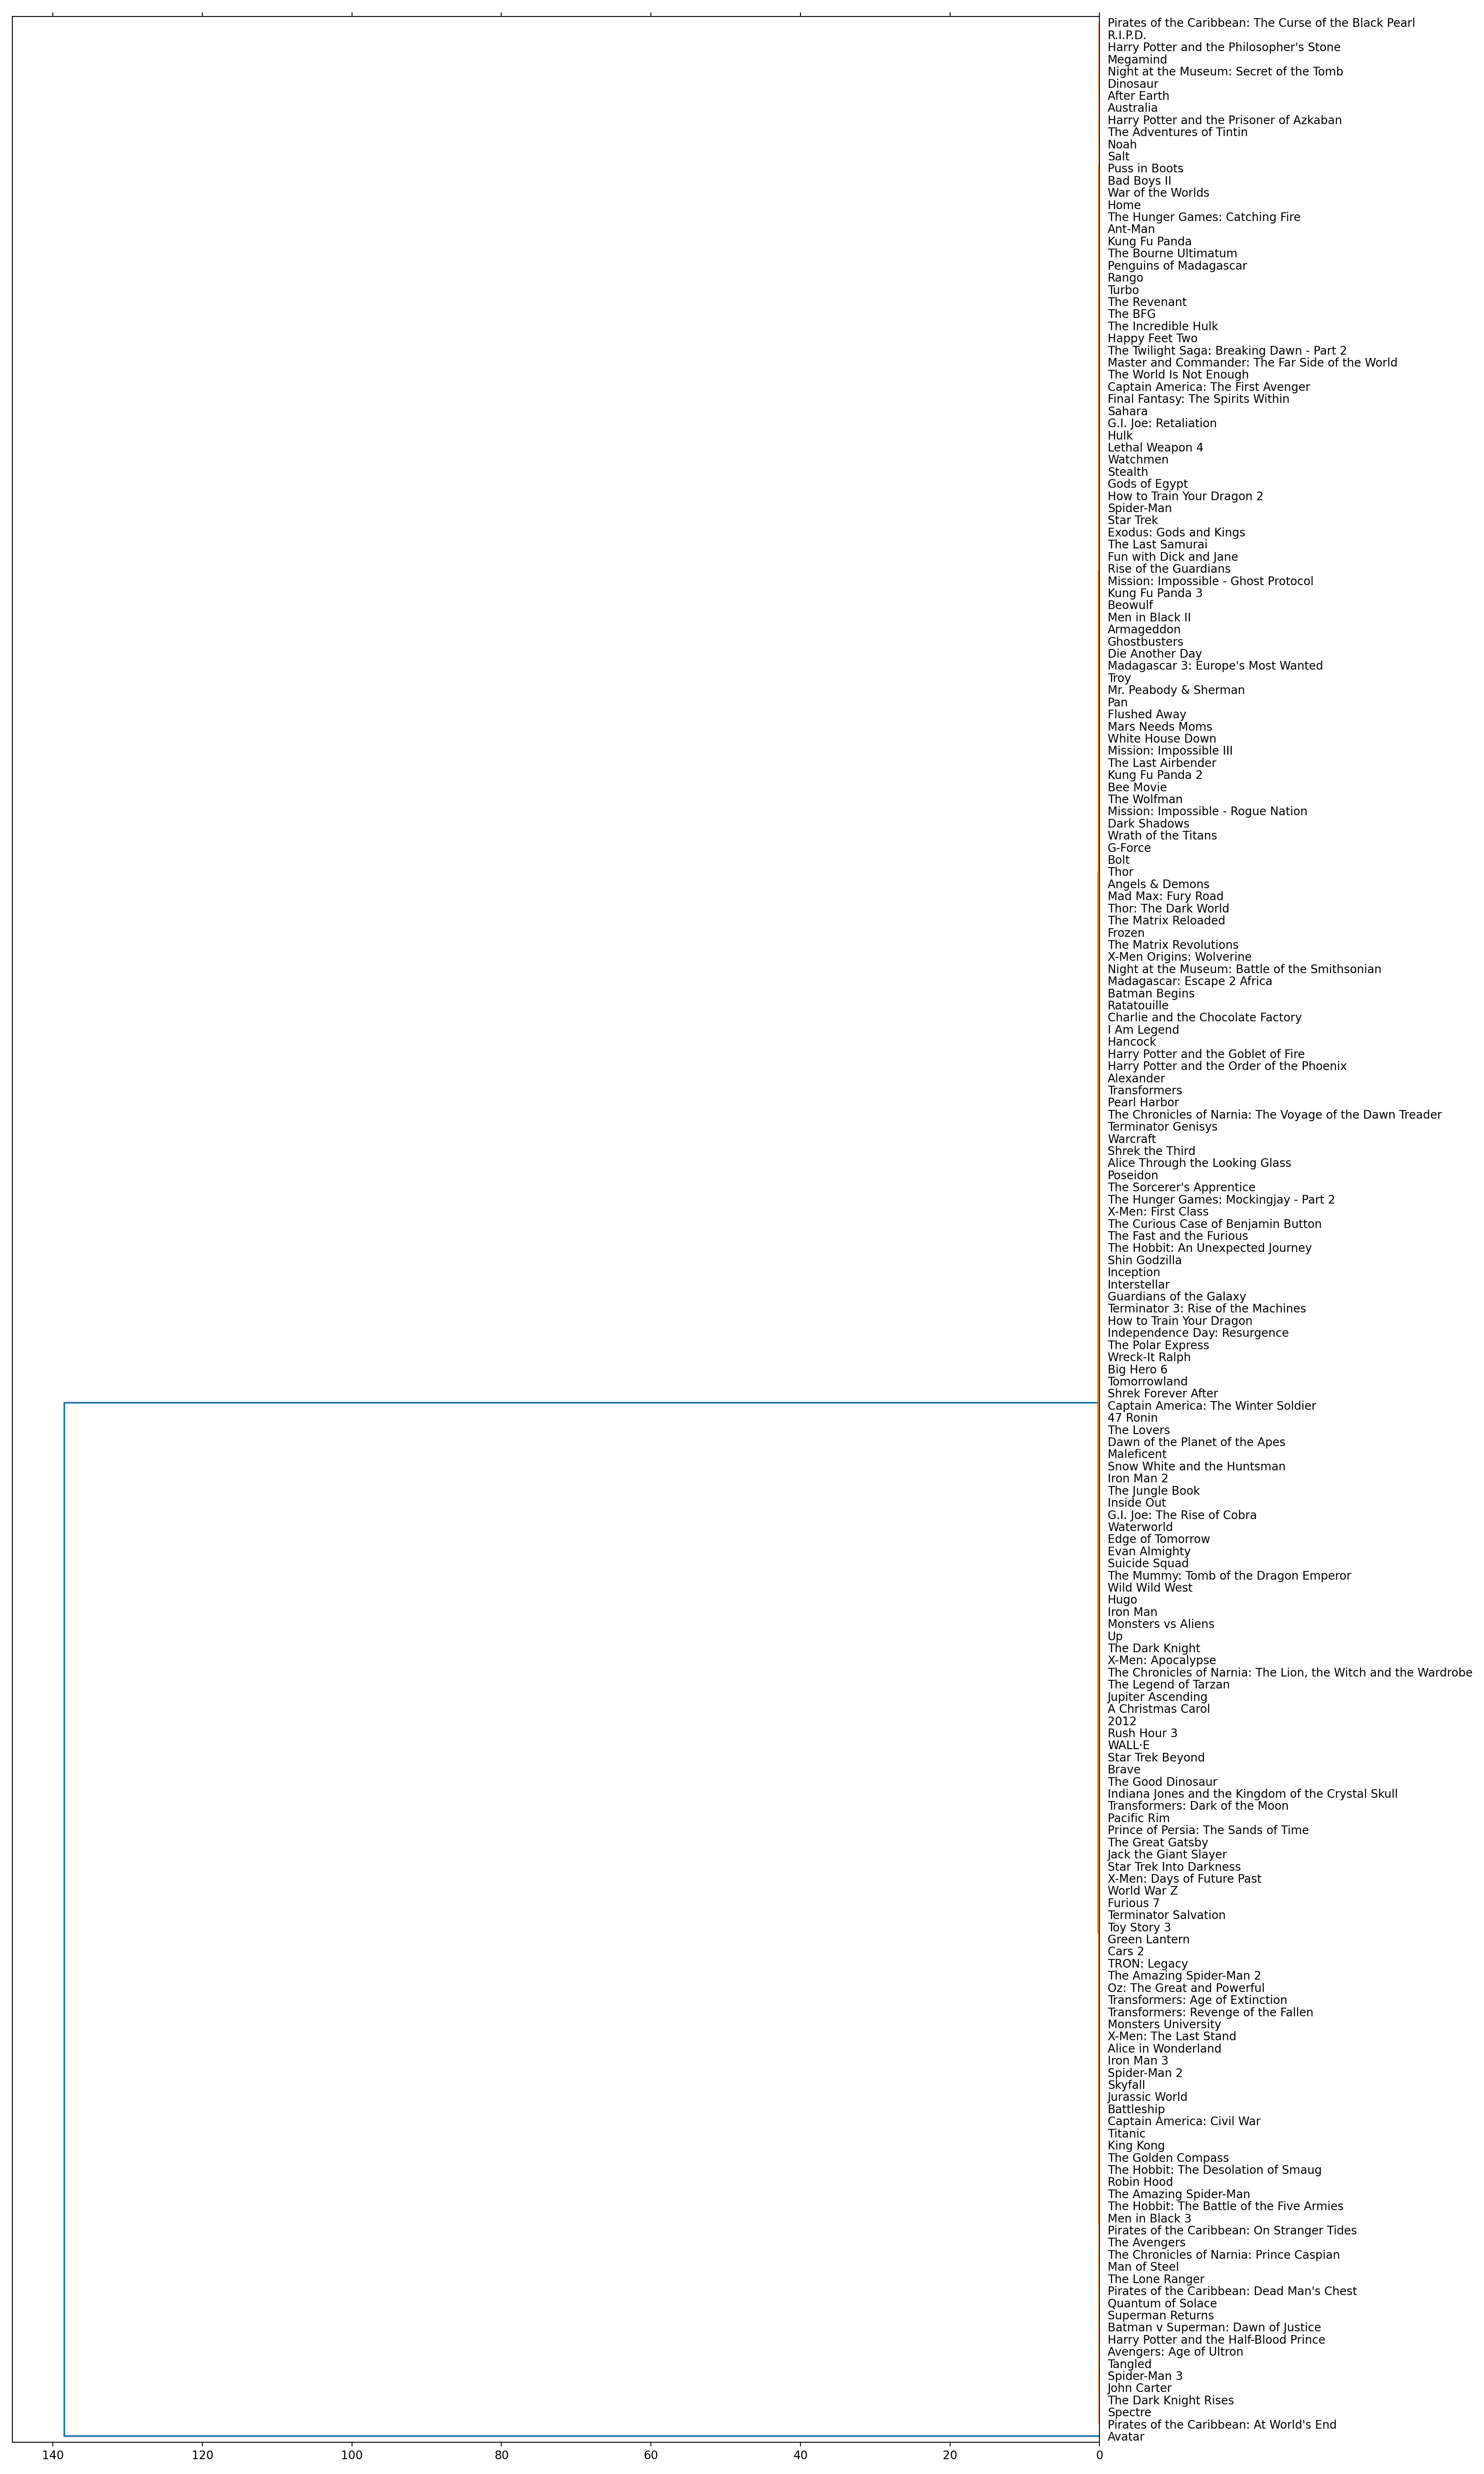 Pirates of the Caribbean: The Curse of the Black Pearl
R.I.P.D.
Harry Potter and the Philosopher's Stone
Megamind
Night at the Museum: Secret of the Tomb
Dinosaur
After Earth
Australia
Harry Potter and the Prisoner of Azkaban
The Adventures of Tintin
Noah
Salt
Puss in Boots
Bad Boys II
War of the Worlds
Home
The Hunger Games: Catching Fire
Ant-Man
Kung Fu Panda
The Bourne Ultimatum
Penguins of Madagascar
Rango
Turbo
The Revenant
The BFG
The Incredible Hulk
Happy Feet Two
The Twilight Saga: Breaking Dawn - Part 2
Master and Commander: The Far Side of the World
The World Is Not Enough
Captain America: The First Avenger
Final Fantasy: The Spirits Within
Sahara
G.I. Joe: Retaliation
Hulk
Lethal Weapon 4
Watchmen
Stealth
Gods of Egypt
How to Train Your Dragon 2
Spider-Man
Star Trek
Exodus: Gods and Kings
The Last Samurai
Fun with Dick and Jane
Rise of the Guardians
Mission: Impossible - Ghost Protocol
Kung Fu Panda 3
Beowulf
Men in Black II
Armageddon
Ghostbusters
Die Another Day
Madagascar 3: Europe's Most Wanted
Troy
Mr. Peabody & Sherman
Pan
Flushed Away
Mars Needs Moms
White House Down
Mission: Impossible III
The Last Airbender
Kung Fu Panda 2
Bee Movie
The Wolfman
Mission: Impossible - Rogue Nation
Dark Shadows
Wrath of the Titans
G-Force
Bolt
Thor
Angels & Demons
Mad Max: Fury Road
Thor: The Dark World
The Matrix Reloaded
Frozen
The Matrix Revolutions
X-Men Origins: Wolverine
Night at the Museum: Battle of the Smithsonian
Madagascar: Escape 2 Africa
Batman Begins
Ratatouille
Charlie and the Chocolate Factory
I Am Legend
Hancock
Harry Potter and the Goblet of Fire
Harry Potter and the Order of the Phoenix
Alexander
Transformers
Pearl Harbor
The Chronicles of Narnia: The Voyage of the Dawn Treader
Terminator Genisys
Warcraft
Shrek the Third
Alice Through the Looking Glass
Poseidon
The Sorcerer's Apprentice
The Hunger Games: Mockingjay - Part 2
X-Men: First Class
The Curious Case of Benjamin Button
The Fast and the Furious
The Hobbit: An Unexpected Journey
Shin Godzilla
Inception
Interstellar
Guardians of the Galaxy
Terminator 3: Rise of the Machines
How to Train Your Dragon
Independence Day: Resurgence
The Polar Express
Wreck-It Ralph
Big Hero 6
Tomorrowland
Shrek Forever After
Captain America: The Winter Soldier
47 Ronin
The Lovers
Dawn of the Planet of the Apes
Maleficent
Snow White and the Huntsman
Iron Man 2
The Jungle Book
Inside Out
G.I. Joe: The Rise of Cobra
Waterworld
Edge of Tomorrow
Evan Almighty
Suicide Squad
The Mummy: Tomb of the Dragon Emperor
Wild Wild West
Hugo
Iron Man
Monsters vs Aliens
Up
The Dark Knight
X-Men: Apocalypse
The Chronicles of Narnia: The Lion, the Witch and the Wardrobe
The Legend of Tarzan
Jupiter Ascending
A Christmas Carol
2012
Rush Hour 3
WALL·E
Star Trek Beyond
Brave
The Good Dinosaur
Indiana Jones and the Kingdom of the Crystal Skull
Transformers: Dark of the Moon
Pacific Rim
Prince of Persia: The Sands of Time
The Great Gatsby
Jack the Giant Slayer
Star Trek Into Darkness
X-Men: Days of Future Past
World War Z
Furious 7
Terminator Salvation
Toy Story 3
Green Lantern
Cars 2
TRON: Legacy
The Amazing Spider-Man 2
Oz: The Great and Powerful
Transformers: Age of Extinction
Transformers: Revenge of the Fallen
Monsters University
X-Men: The Last Stand
Alice in Wonderland
Iron Man 3
Spider-Man 2
Skyfall
Jurassic World
Battleship
Captain America: Civil War
Titanic
King Kong
The Golden Compass
The Hobbit: The Desolation of Smaug
Robin Hood
The Amazing Spider-Man
The Hobbit: The Battle of the Five Armies
Men in Black 3
Pirates of the Caribbean: On Stranger Tides
The Avengers
The Chronicles of Narnia: Prince Caspian
Man of Steel
The Lone Ranger
Pirates of the Caribbean: Dead Man's Chest
Quantum of Solace
Superman Returns
Batman v Superman: Dawn of Justice
Harry Potter and the Half-Blood Prince
Avengers: Age of Ultron
Tangled
Spider-Man 3
John Carter
The Dark Knight Rises
Spectre
Pirates of the Caribbean: At World's End
Avatar
140 120 100 80 60 40 20 0